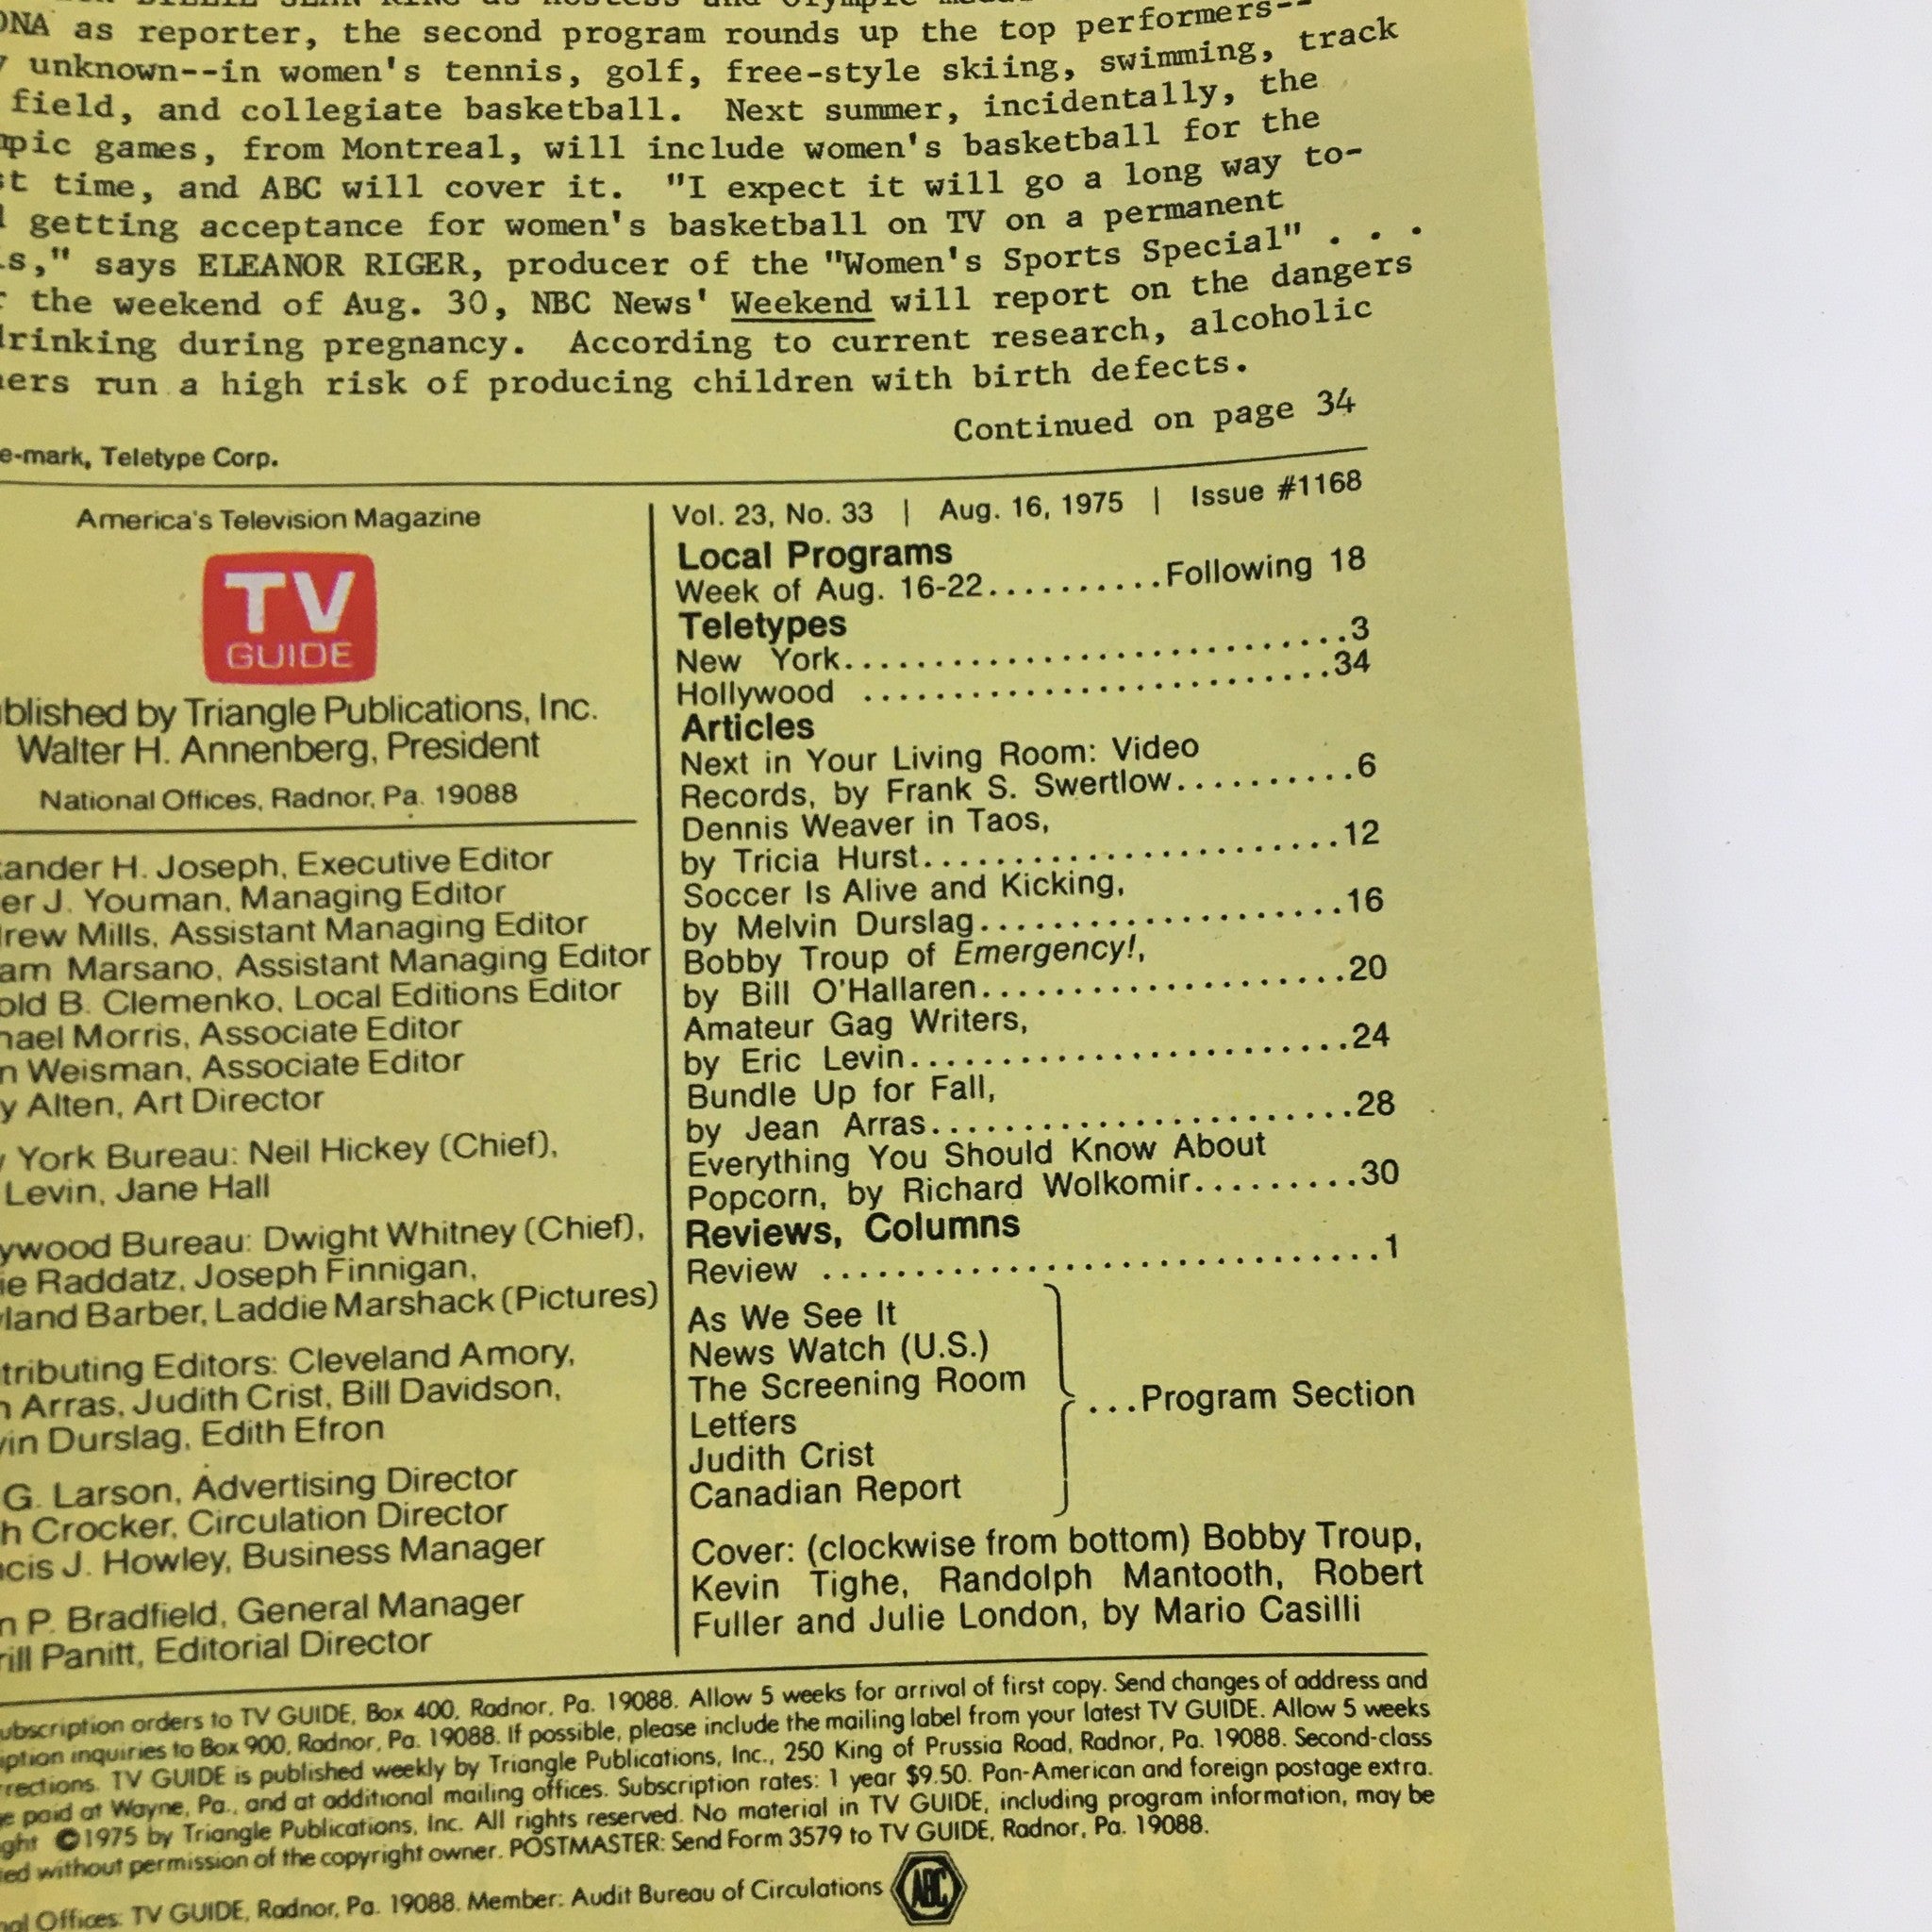 DNA as reporter, the second program rounds up the top performers--
unknown--in women's tennis, golf, free-style skiing, swimming, track
field, and collegiate basketball. Next summer, incidentally, the
mpic games, from Montreal, will include women's basketball for the
st time, and ABC will cover it. "I expect it will go a long way to-
getting acceptance for women's basketball on TV on a permanent
is," says ELEANOR RIGER, producer of the "Women's Sports Special" . . .
the weekend of Aug. 30, NBC News' Weekend will report on the dangers
drinking during pregnancy. According to current research, alcoholic
hers run a high risk of producing children with birth defects.
Continued on page 34
e-mark, Teletype Corp.
America's Television Magazine
TV
GUIDE
ublished by Triangle Publications, Inc.
Walter H. Annenberg, President
National Offices, Radnor, Pa. 19088
xander H. Joseph, Executive Editor
er J. Youman, Managing Editor
drew Mills, Assistant Managing Editor
am Marsano, Assistant Managing Editor
old B. Clemenko, Local Editions Editor
hael Morris, Associate Editor
n Weisman, Associate Editor
y Alten, Art Director
York Bureau: Neil Hickey (Chief),
Levin, Jane Hall
ywood Bureau: Dwight Whitney (Chief),
ie Raddatz, Joseph Finnigan,
land Barber, Laddie Marshack (Pictures)
tributing Editors: Cleveland Amory,
n Arras, Judith Crist, Bill Davidson,
vin Durslag, Edith Efron
G. Larson, Advertising Director
h Crocker, Circulation Director
ncis J. Howley, Business Manager
n P. Bradfield, General Manager
rill Panitt, Editorial Director
Vol. 23, No. 33 | Aug. 16, 1975 | Issue #1168
Local Programs
Week of Aug. 16-22..........Following 18
Teletypes
New York.............................3
Hollywood ...........................34
Articles
Next in Your Living Room: Video
Records, by Frank S. Swertlow..........6
Dennis Weaver in Taos,
by Tricia Hurst........................12
Soccer Is Alive and Kicking,
by Melvin Durslag.....................16
Bobby Troup of Emergency!,
by Bill O'Hallaren.....................20
Amateur Gag Writers,
by Eric Levin.........................24
Bundle Up for Fall,
by Jean Arras........................28
Everything You Should Know About
Popcorn, by Richard Wolkomir.........30
Reviews, Columns
Review ...............................1
As We See It
News Watch (U.S.)
The Screening Room
Letters
Judith Crist
Canadian Report
...Program Section
Cover: (clockwise from bottom) Bobby Troup,
Kevin Tighe, Randolph Mantooth, Robert
Fuller and Julie London, by Mario Casilli
ubscription orders to TV GUIDE, Box 400, Radnor, Pa. 19088. Allow 5 weeks for arrival of first copy. Send changes of address and
iption inquiries to Box 900, Radnor, Pa. 19088. If possible, please include the mailing label from your latest TV GUIDE. Allow 5 weeks
rrections. TV GUIDE is published weekly by Triangle Publications, Inc., 250 King of Prussia Road, Radnor, Pa. 19088. Second-class
e paid at Wayne, Pa., and at additional mailing offices. Subscription rates: 1 year $9.50. Pan-American and foreign postage extra.
ght ©1975 by Triangle Publications, Inc. All rights reserved. No material in TV GUIDE, including program information, may be
ed without permission of the copyright owner. POSTMASTER: Send Form 3579 to TV GUIDE, Radnor, Pa. 19088.
nal Offices: TV GUIDE, Radnor, Pa. 19088. Member: Audit Bureau of Circulations ABC